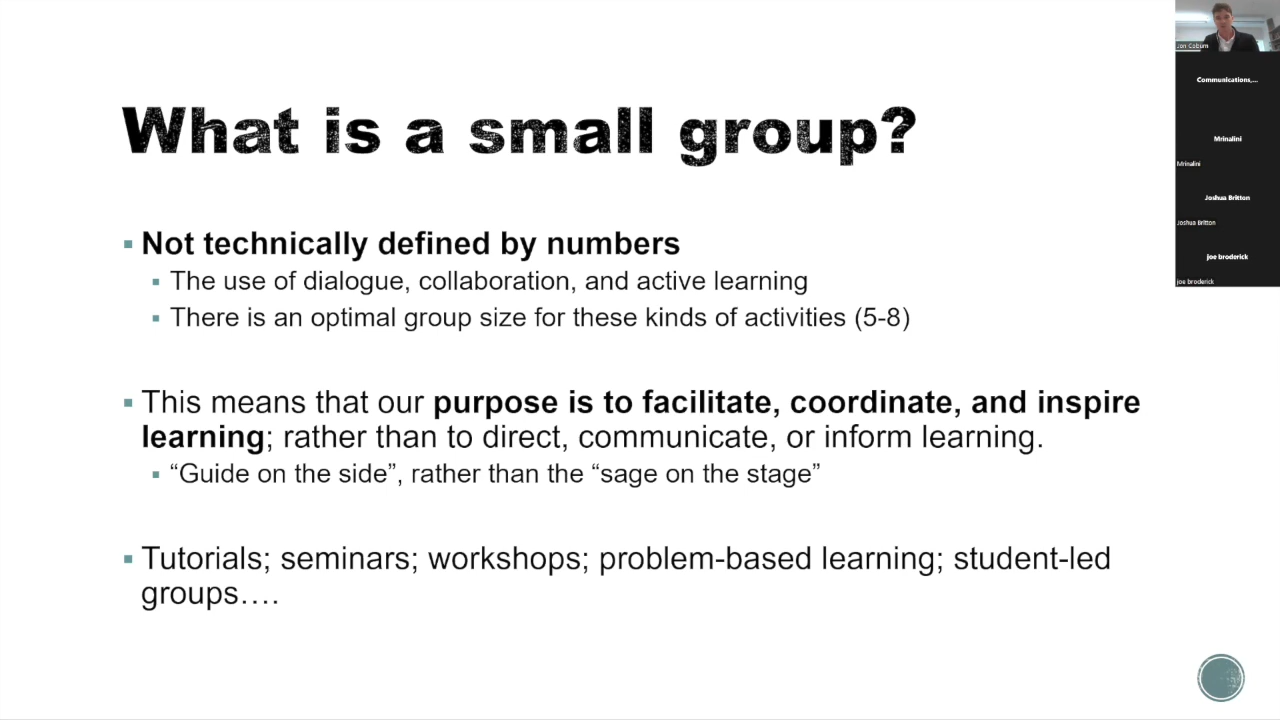 What is a small group?
Not technically defined by numbers
The use of dialogue, collaboration, and active learning
There is an optimal group size for these kinds of activities (5-8)
This means that our purpose is to facilitate, coordinate, and inspire
learning; rather than to direct, communicate, or inform learning.
“Guide on the side”, rather than the “sage on the stage”
Tutorials; seminars; workshops; problem-based learning; student-led
groups….
Jon Coburn
Communications,...
Mrinalini
Mrinalini
Joshua Britton
Joshua Britton
joe broderick
joe broderick